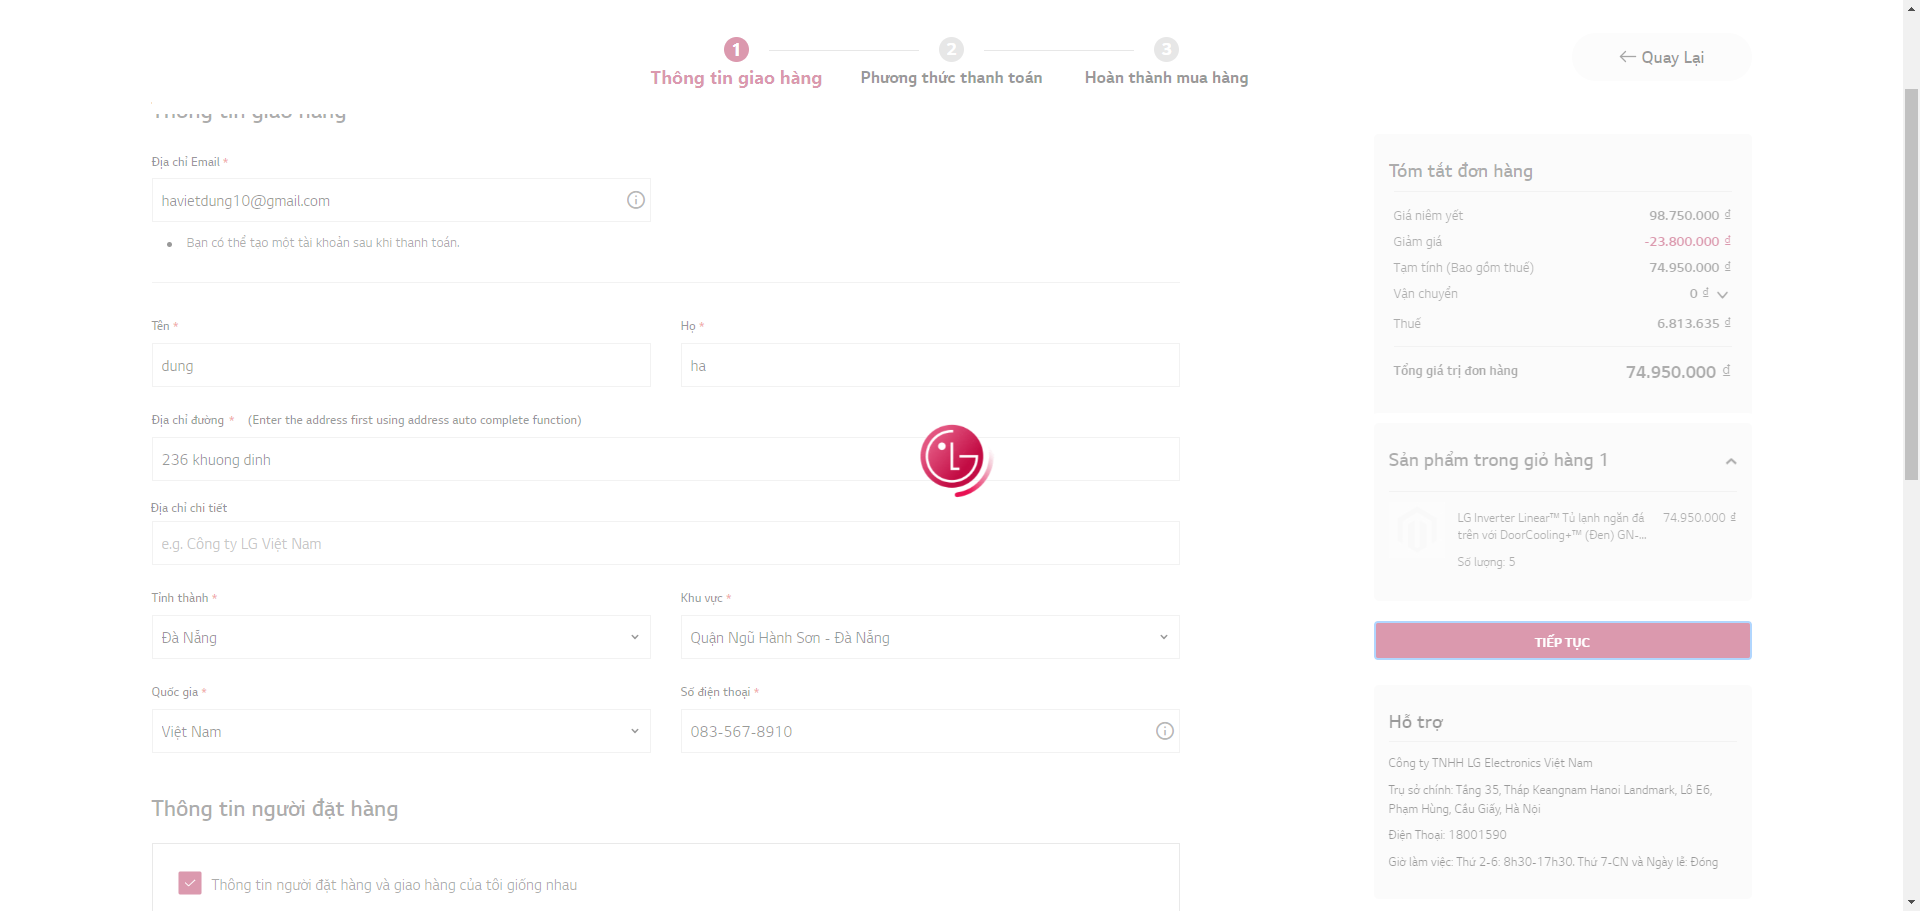 1
2
3
Thông tin giao hàng
Phương thức thanh toán
Hoàn thành mua hàng
← Quay Lại
Thông tin giao hàng
Địa chỉ Email *
havietdung10@gmail.com
• Bạn có thể tạo một tài khoản sau khi thanh toán.
Tên *
Họ *
dung
ha
Địa chỉ đường * (Enter the address first using address auto complete function)
236 khuong dinh
Địa chỉ chi tiết
e.g. Công ty LG Việt Nam
Tỉnh thành *
Khu vực *
Đà Nẵng
Quận Ngũ Hành Sơn - Đà Nẵng
Quốc gia *
Số điện thoại *
Việt Nam
083-567-8910
Thông tin người đặt hàng
Thông tin người đặt hàng và giao hàng của tôi giống nhau
LG
Tóm tắt đơn hàng
Giá niêm yết 98.750.000 ₫
Giảm giá -23.800.000 ₫
Tạm tính (Bao gồm thuế) 74.950.000 ₫
Vận chuyển 0 ₫
Thuế 6.813.635 ₫
Tổng giá trị đơn hàng 74.950.000 ₫
Sản phẩm trong giỏ hàng 1
LG Inverter Linear™ Tủ lạnh ngăn đá 74.950.000 ₫
trên với DoorCooling+™ (Đen) GN-...
Số lượng: 5
TIẾP TỤC
Hỗ trợ
Công ty TNHH LG Electronics Việt Nam
Trụ sở chính: Tầng 35, Tháp Keangnam Hanoi Landmark, Lô E6,
Phạm Hùng, Cầu Giấy, Hà Nội
Điện Thoại: 18001590
Giờ làm việc: Thứ 2-6: 8h30-17h30. Thứ 7-CN và Ngày lễ: Đóng